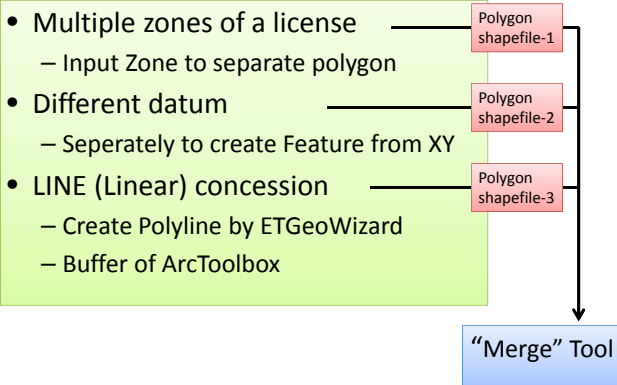 • Multiple zones of a license
Polygon
shapefile-1
– Input Zone to separate polygon
• Different datum
Polygon
shapefile-2
– Seperately to create Feature from XY
• LINE (Linear) concession
Polygon
shapefile-3
– Create Polyline by ETGeoWizard
– Buffer of ArcToolbox
“Merge” Tool